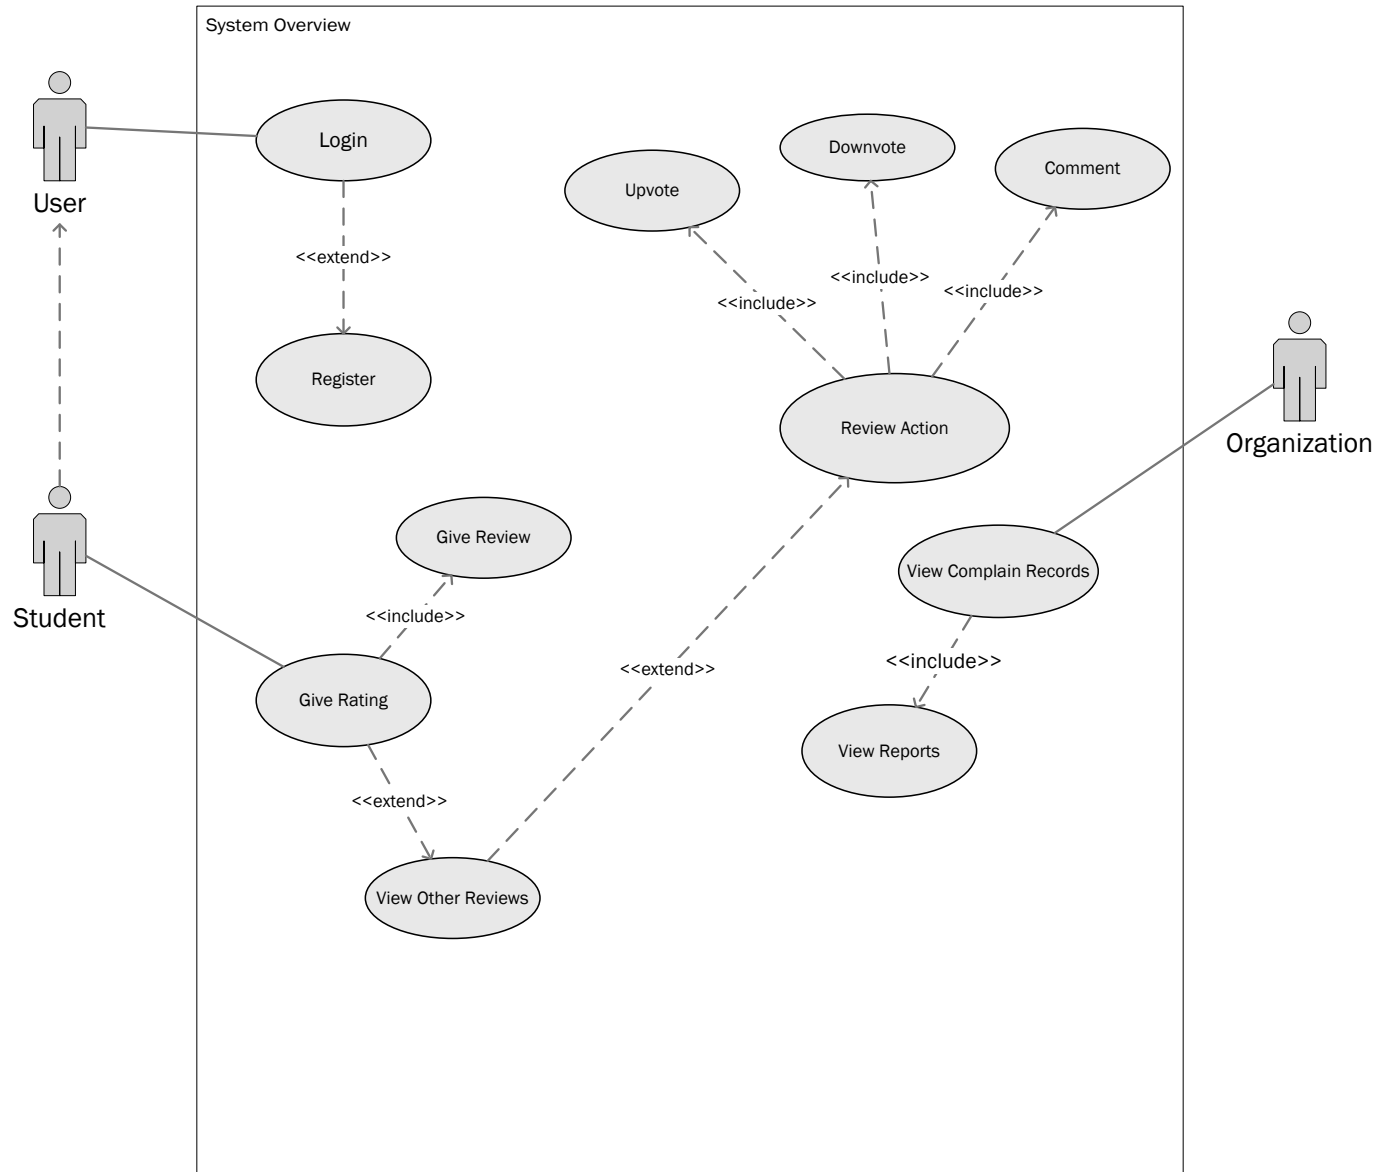 System Overview
Login
Downvote
Comment
Upvote
User
<<extend>>
<<include>>
<<include>>
<<include>>
Register
Review Action
Organization
Give Review
View Complain Records
<<include>>
Student
<<include>>
<<extend>>
Give Rating
View Reports
<<extend>>
View Other Reviews